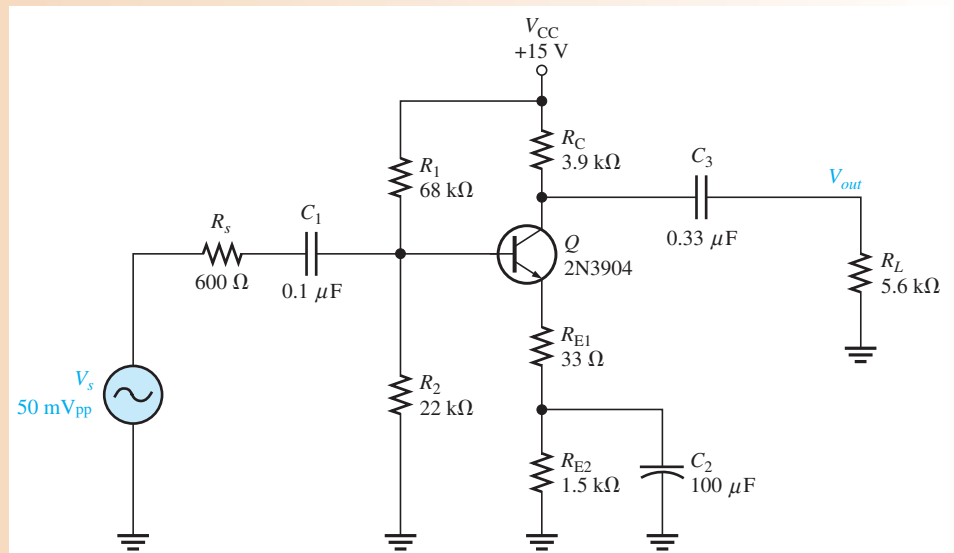 V_CC
+15 V
R_C
3.9 kΩ
C_3
V_out
0.33 μF
R_1
68 kΩ
R_s
600 Ω
C_1
0.1 μF
Q
2N3904
R_L
5.6 kΩ
R_E1
33 Ω
V_s
50 mVpp
R_2
22 kΩ
R_E2
1.5 kΩ
C_2
100 μF